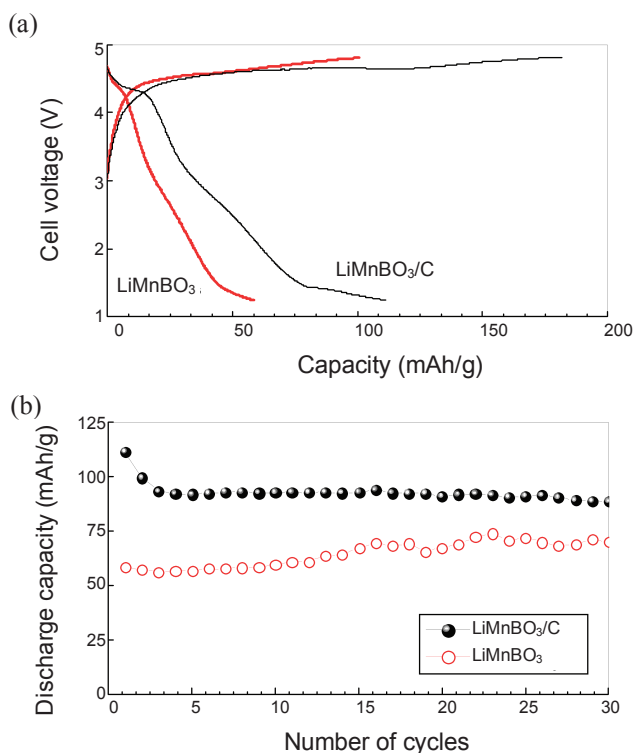 (a)
5
4
3
2
1
Cell voltage (V)
LiMnBO₃
LiMnBO₃/C
0 50 100 150 200
Capacity (mAh/g)
(b)
125
100
75
50
25
0
Discharge capacity (mAh/g)
LiMnBO₃/C
LiMnBO₃
0 5 10 15 20 25 30
Number of cycles